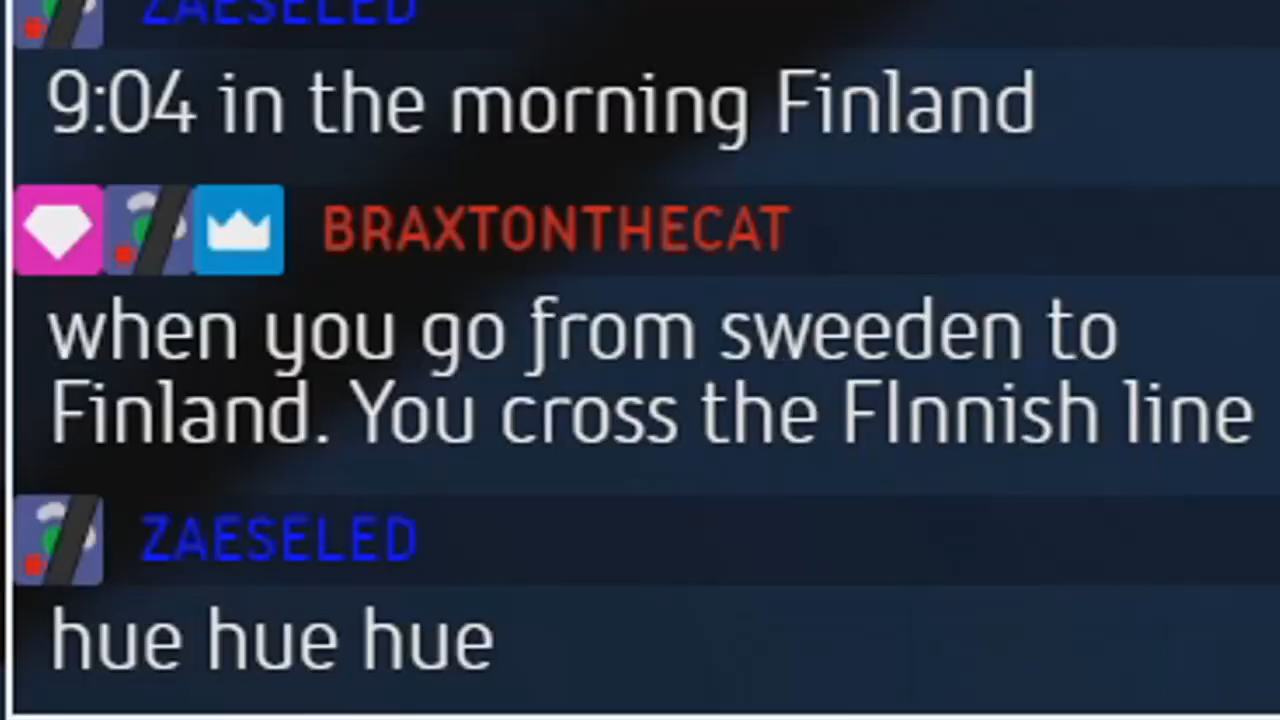 ZAESELED
9:04 in the morning Finland
BRAXTONTHECAT
when you go from sweeden to
Finland. You cross the FInnish line
ZAESELED
hue hue hue